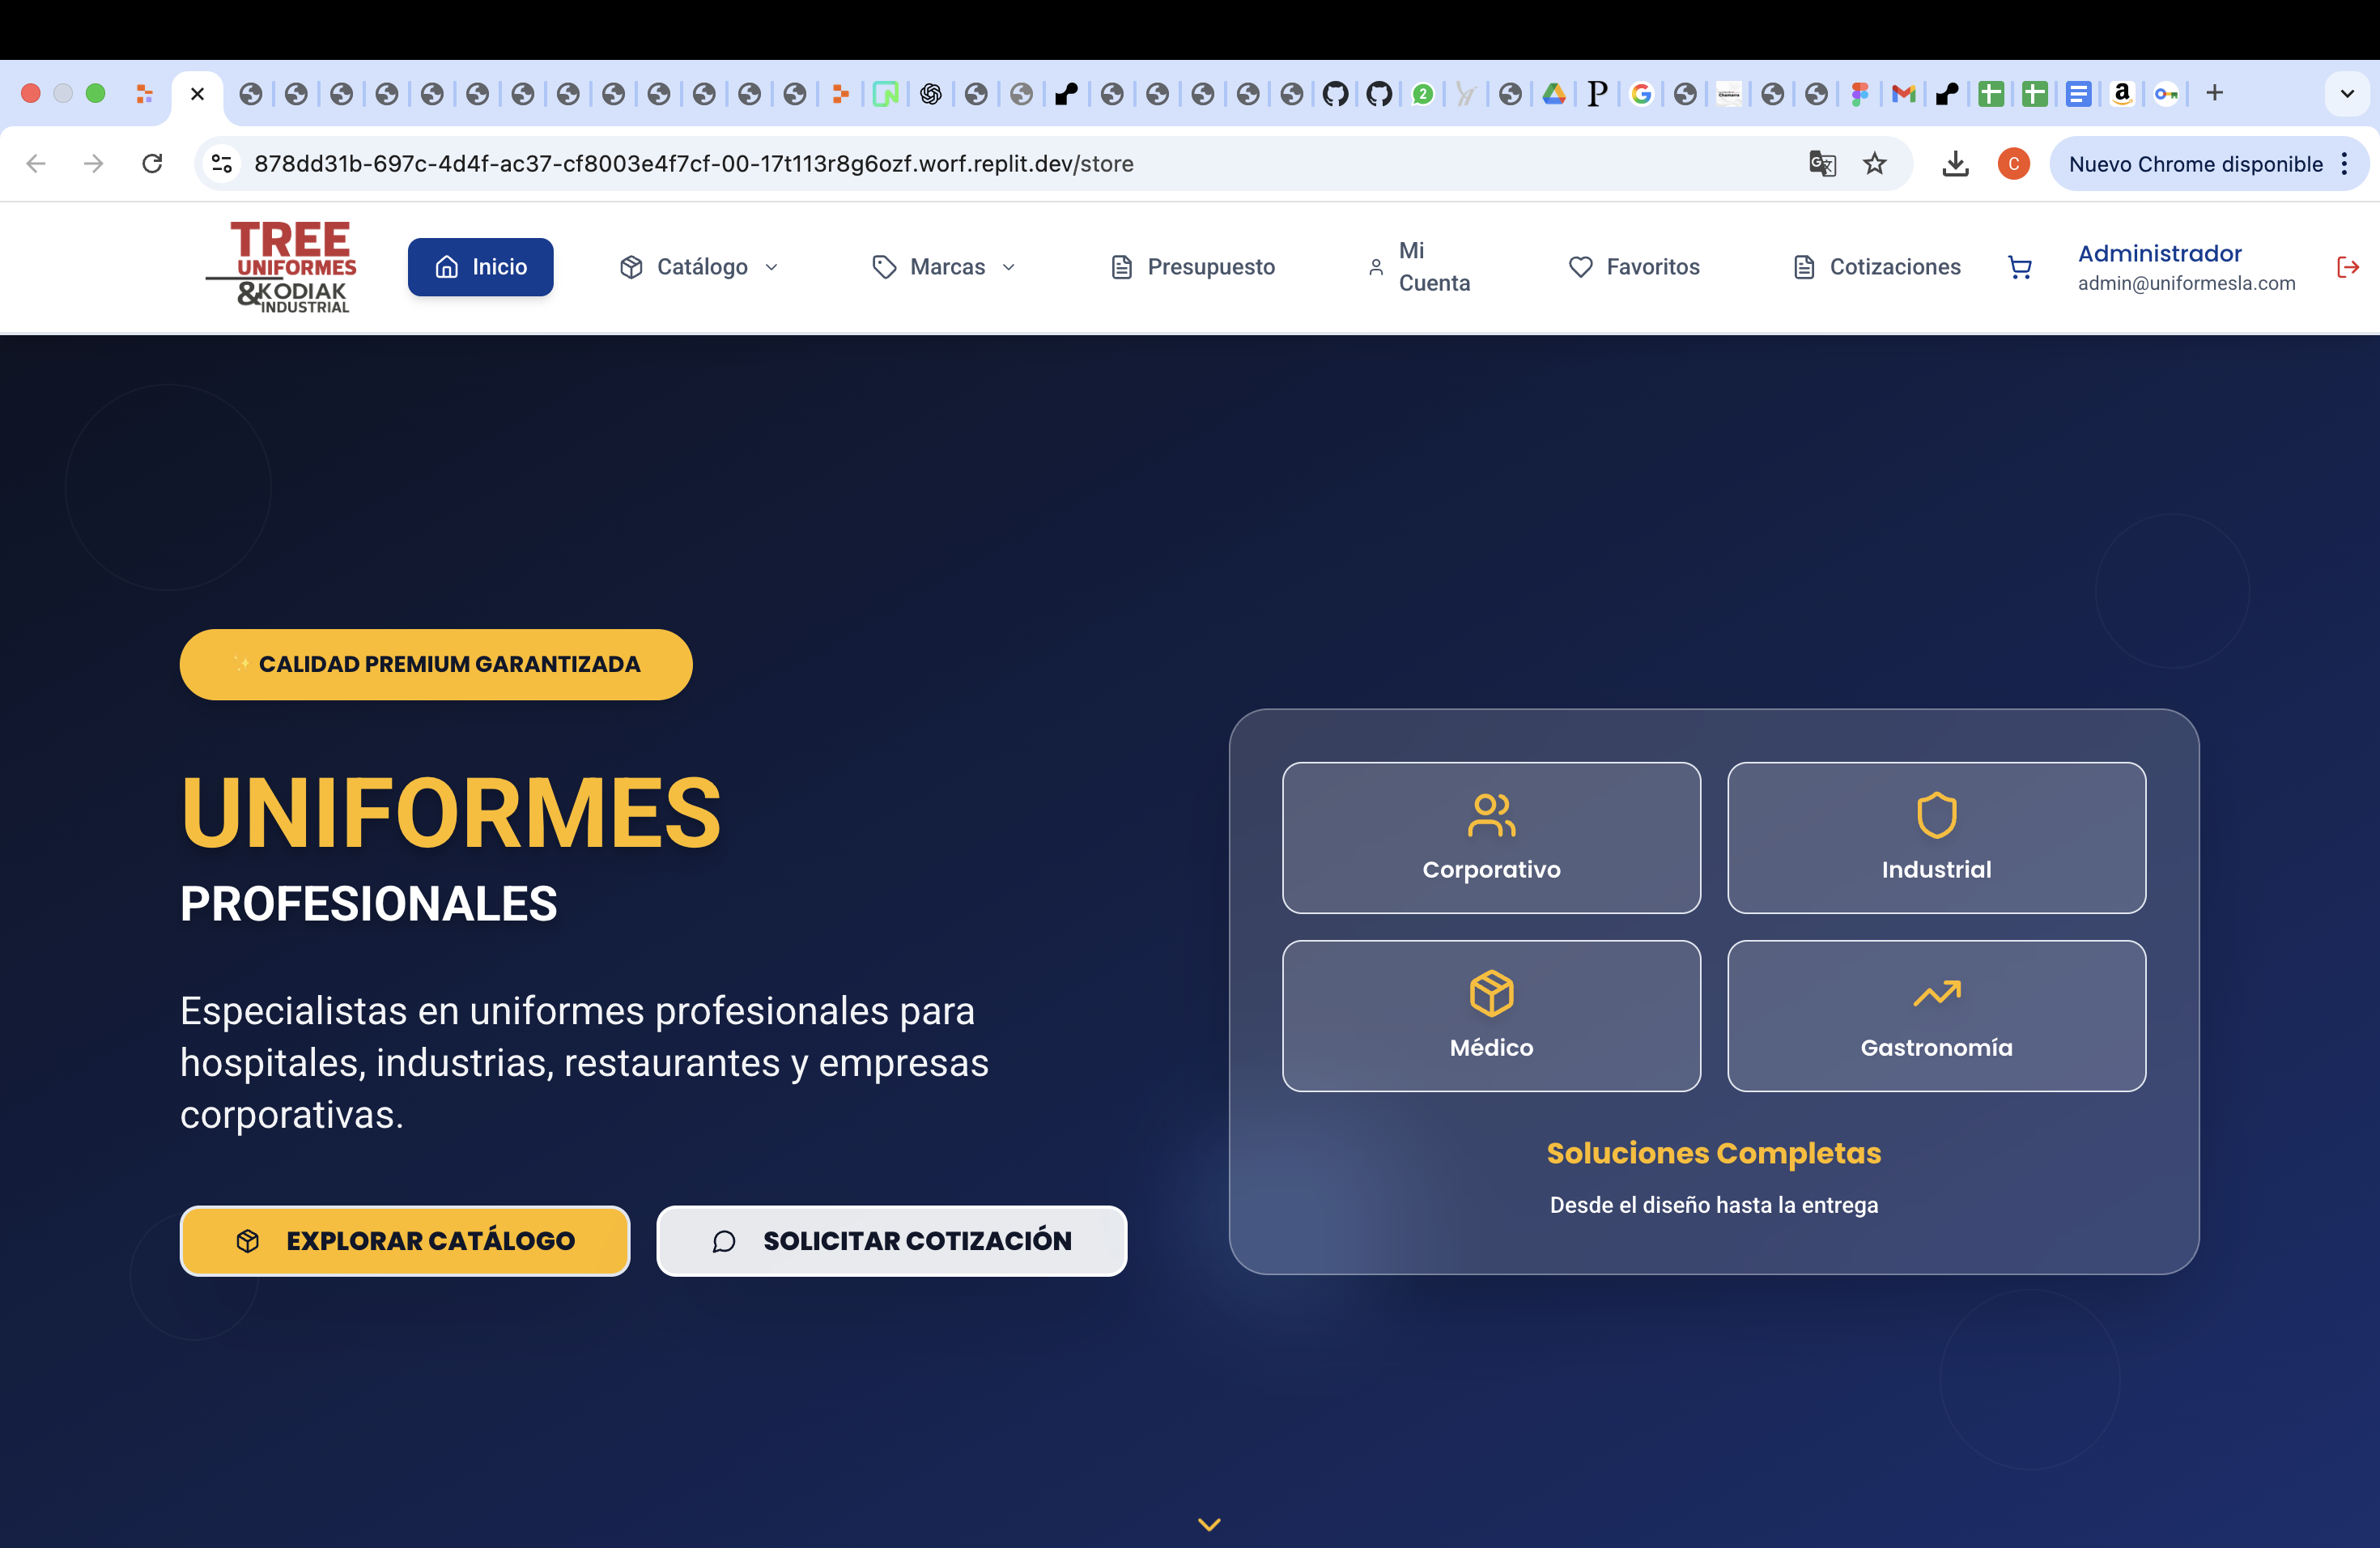 2
P
G
a
878dd31b-697c-4d4f-ac37-cf8003e4f7cf-00-17t113r8g6ozf.worf.replit.dev/store
C
Nuevo Chrome disponible
TREE
UNIFORMES
&KODIAK
INDUSTRIAL
Inicio
Catálogo
Marcas
Presupuesto
Mi
Cuenta
Favoritos
Cotizaciones
Administrador
admin@uniformesla.com
CALIDAD PREMIUM GARANTIZADA
UNIFORMES
PROFESIONALES
Especialistas en uniformes profesionales para
hospitales, industrias, restaurantes y empresas
corporativas.
EXPLORAR CATÁLOGO
SOLICITAR COTIZACIÓN
Corporativo
Industrial
Médico
Gastronomía
Soluciones Completas
Desde el diseño hasta la entrega